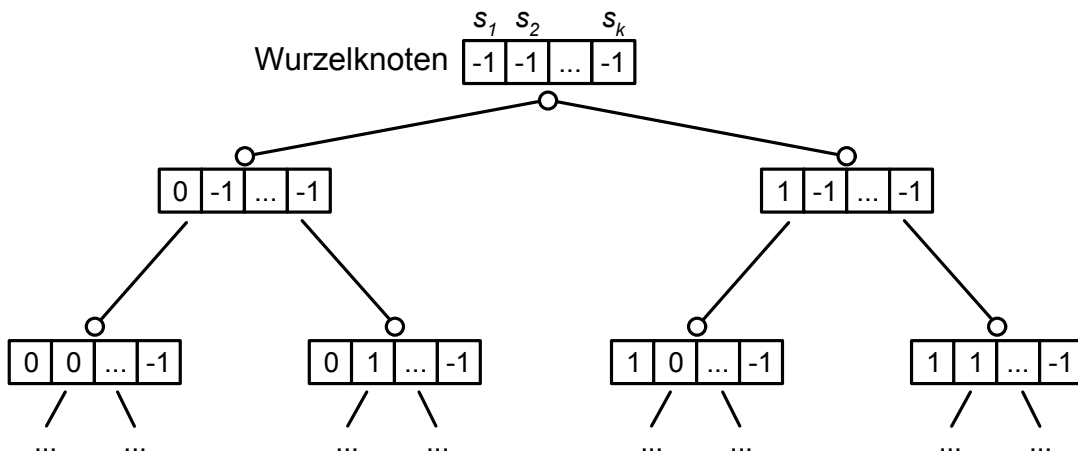 s1 s2 sk
Wurzelknoten -1 -1 ... -1
0 -1 ... -1 1 -1 ... -1
0 0 ... -1 0 1 ... -1 1 0 ... -1 1 1 ... -1
... ... ... ... ... ... ... ...